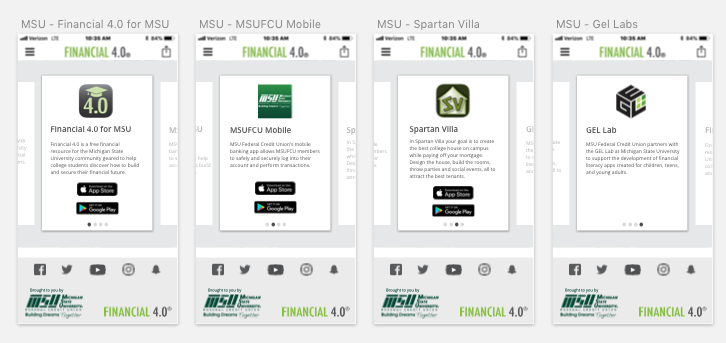 MSU - Financial 4.0 for MSU
MSU - MSUFCU Mobile
MSU - Spartan Villa
MSU - Gel Labs
Verizon LTE
10:35 AM
84%
FINANCIAL 4.0®
4.0
Financial 4.0 for MSU
Financial 4.0 is a free financial
resource for the Michigan State
University community geared to help
college students discover how to build
and secure their financial future.
Download on the
App Store
GET IT ON
Google Play
Brought to you by
MSU MICHIGAN
STATE
UNIVERSITY
FEDERAL CREDIT UNION
Building Dreams Together
FINANCIAL 4.0®
Verizon LTE
10:35 AM
84%
FINANCIAL 4.0®
MSU
MSUFCU Mobile
MSU Federal Credit Union's mobile
banking app allows MSUFCU members
to safely and securely log into their
account and perform transactions.
Download on the
App Store
GET IT ON
Google Play
Brought to you by
MSU MICHIGAN
STATE
UNIVERSITY
FEDERAL CREDIT UNION
Building Dreams Together
FINANCIAL 4.0®
Verizon LTE
10:35 AM
84%
FINANCIAL 4.0®
SV
Spartan Villa
In Spartan Villa your goal is to create
the best college house on campus
while paying off your mortgage.
Design the house, build the rooms,
throw parties and social events, all to
attract the best tenants.
Download on the
App Store
GET IT ON
Google Play
Brought to you by
MSU MICHIGAN
STATE
UNIVERSITY
FEDERAL CREDIT UNION
Building Dreams Together
FINANCIAL 4.0®
Verizon LTE
10:35 AM
84%
FINANCIAL 4.0®
GEL
GEL Lab
MSU Federal Credit Union partners with
the GEL Lab at Michigan State University
to support the development of financial
literacy apps created for children, teens,
and young adults.
Brought to you by
MSU MICHIGAN
STATE
UNIVERSITY
FEDERAL CREDIT UNION
Building Dreams Together
FINANCIAL 4.0®